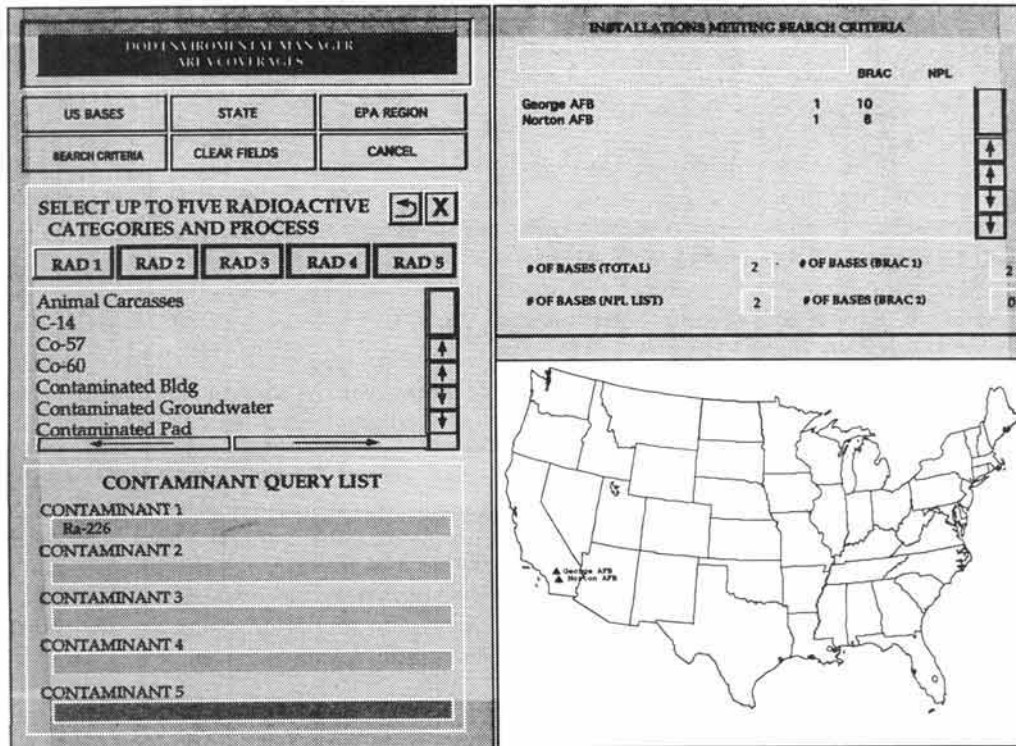 DOD ENVIROMENTAL MANAGER
AREA COVERAGES
US BASES STATE EPA REGION
SEARCH CRITERIA CLEAR FIELDS CANCEL
SELECT UP TO FIVE RADIOACTIVE
CATEGORIES AND PROCESS
X
RAD 1 RAD 2 RAD 3 RAD 4 RAD 5
Animal Carcasses
C-14
Co-57
Co-60
Contaminated Bldg
Contaminated Groundwater
Contaminated Pad
CONTAMINANT QUERY LIST
CONTAMINANT 1
Ra-226
CONTAMINANT 2
CONTAMINANT 3
CONTAMINANT 4
CONTAMINANT 5
INSTALLATIONS MEETING SEARCH CRITERIA
BRAC NPL
George AFB 1 10
Norton AFB 1 8
# OF BASES (TOTAL) 2 # OF BASES (BRAC 1) 2
# OF BASES (NPL LIST) 2 # OF BASES (BRAC 2) 0
George AFB
Norton AFB